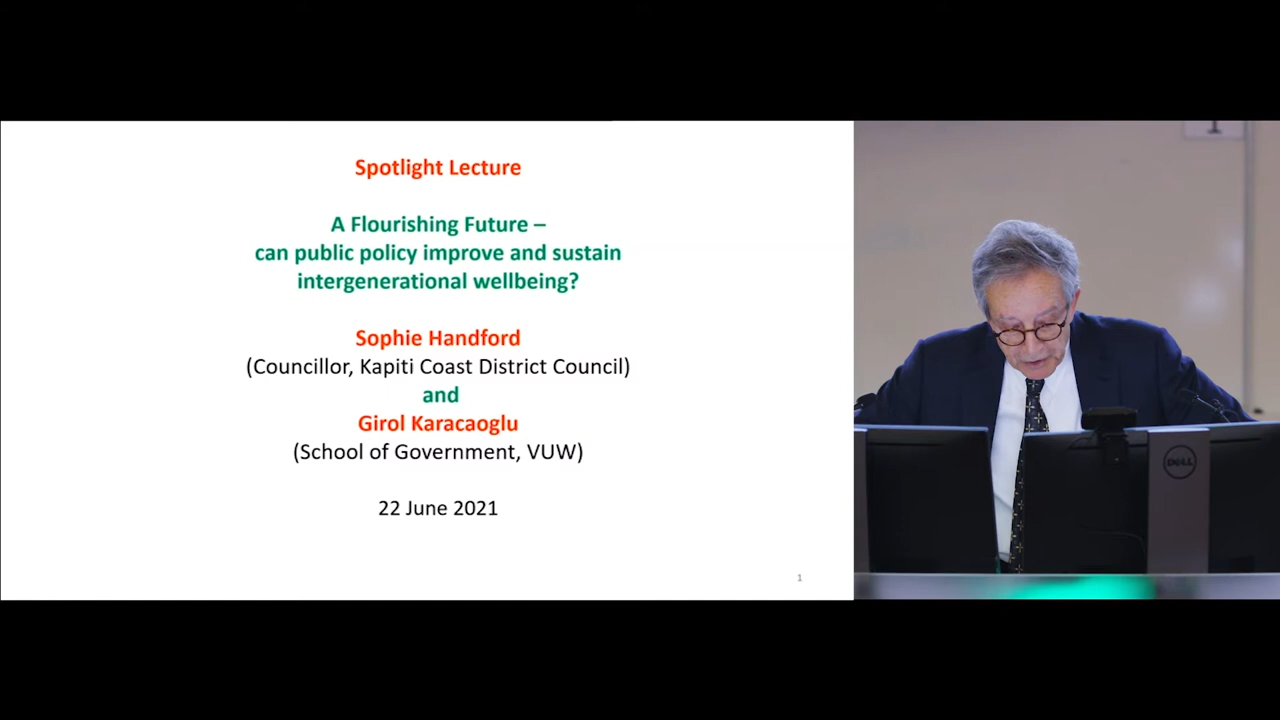 Spotlight Lecture
A Flourishing Future –
can public policy improve and sustain
intergenerational wellbeing?
Sophie Handford
(Councillor, Kapiti Coast District Council)
and
Girol Karacaoglu
(School of Government, VUW)
22 June 2021
1
DELL